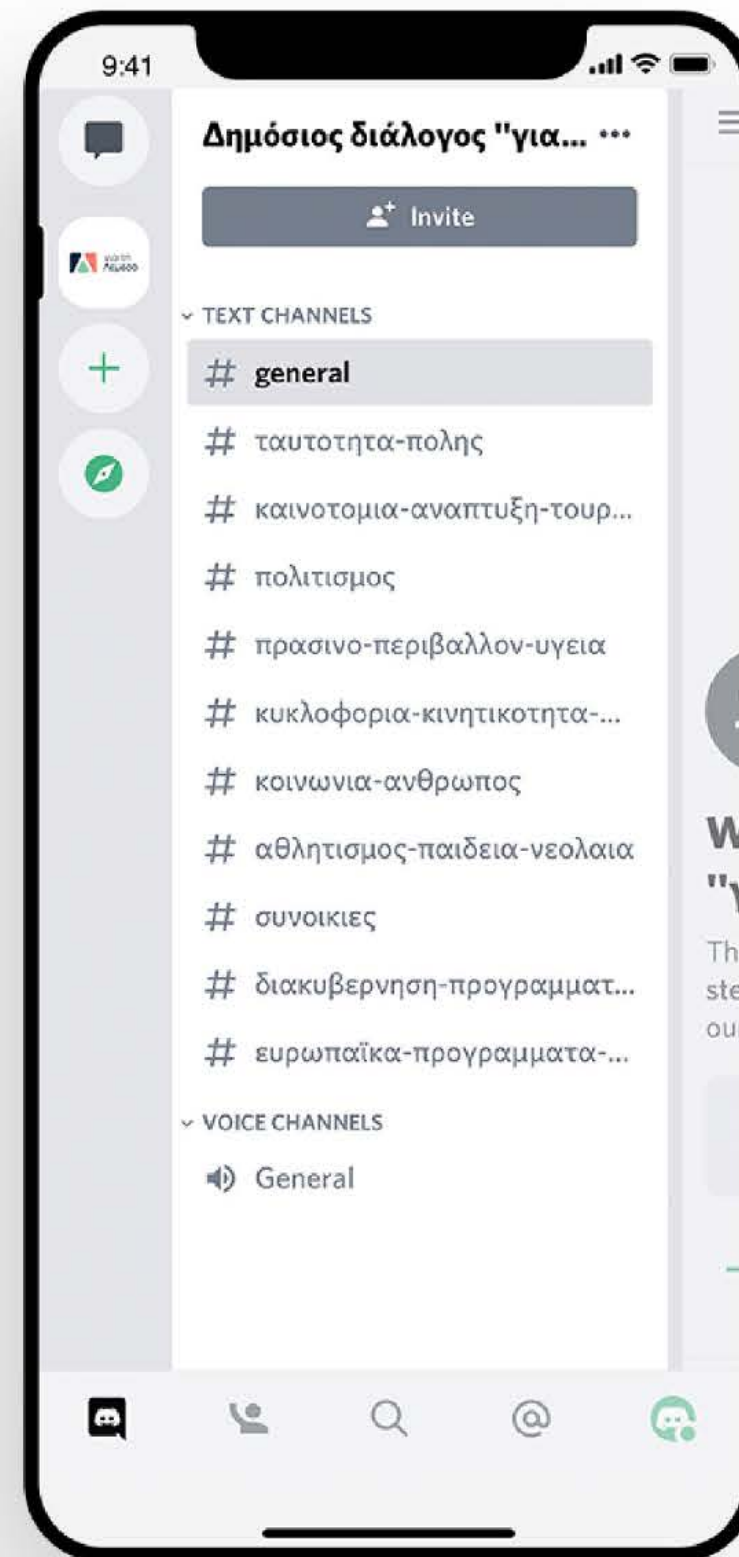 9:41
Δημόσιος διάλογος "για... ...
Invite
TEXT CHANNELS
# general
# ταυτοτητα-πολης
# καινοτομια-αναπτυξη-τουρ...
# πολιτισμος
# πρασινο-περιβαλλον-υγεια
# κυκλοφορια-κινητικοτητα-...
# κοινωνια-ανθρωπος
# αθλητισμος-παιδεια-νεολαια
# συνοικιες
# διακυβερνηση-προγραμματ...
# ευρωπαϊκα-προγραμματα-...
VOICE CHANNELS
General